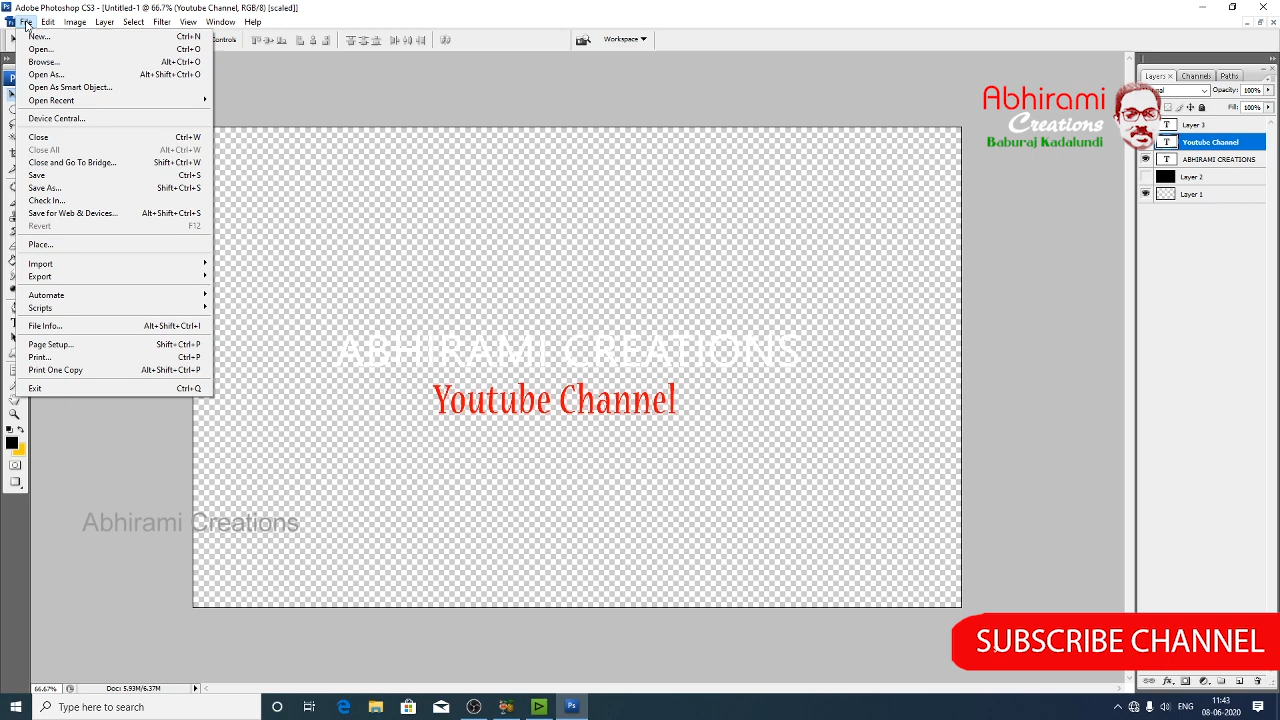 Adobe Photoshop CS3 - [Untitled-1 @ 66.7% (Youtube Channel, RGB/8) [scaled]]
File Edit Image Layer Select Filter View Window Help
Workspace
New... Ctrl+N
Open... Ctrl+O
Browse... Alt+Ctrl+O
Open As... Alt+Shift+Ctrl+O
Open As Smart Object...
Open Recent
Device Central...
Close Ctrl+W
Close All Alt+Ctrl+W
Close and Go To Bridge... Shift+Ctrl+W
Save Ctrl+S
Save As... Shift+Ctrl+S
Check In...
Save for Web & Devices... Alt+Shift+Ctrl+S
Revert F12
Place...
Import
Export
Automate
Scripts
File Info... Alt+Shift+Ctrl+I
Page Setup... Shift+Ctrl+P
Print... Ctrl+P
Print One Copy Alt+Shift+Ctrl+P
Exit Ctrl+Q
ABHIRAMI CREATIONS
Youtube Channel
Abhirami Creations
Abhirami
Creations
Baburaj Kadalundi
Layers Channels Paths
Opacity: 100%
Fill: 100%
Layer 3
Youtube Channel
ABHIRAMI CREATIONS
Layer 2
Layer 1
SUBSCRIBE CHANNEL
66.67% Doc: 5.93M/6.37M
Type here to search
ENG
11:43
08-06-2020